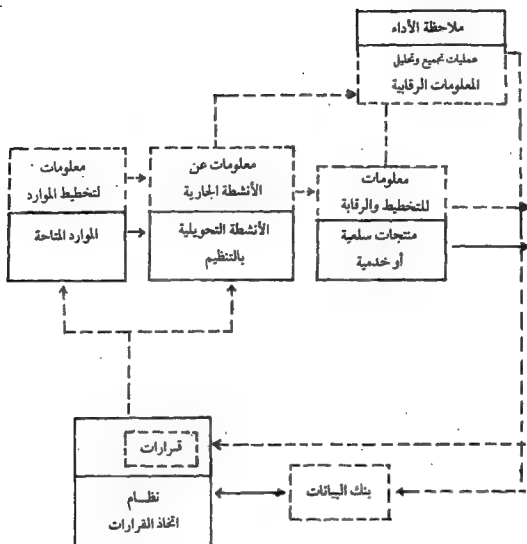 ملاحظة الأداء
عمليات تجميع وتحليل
المعلومات الرقابية
معلومات
لتخطيط الموارد
الموارد المتاحة
معلومات عن
الأنشطة الجارية
الأنشطة التحويلية
بالتنظيم
معلومات
للتخطيط والرقابة
منتجات سلعية
أو خدمية
قرارات
نظام
اتخاذ القرارات
بنك البيانات